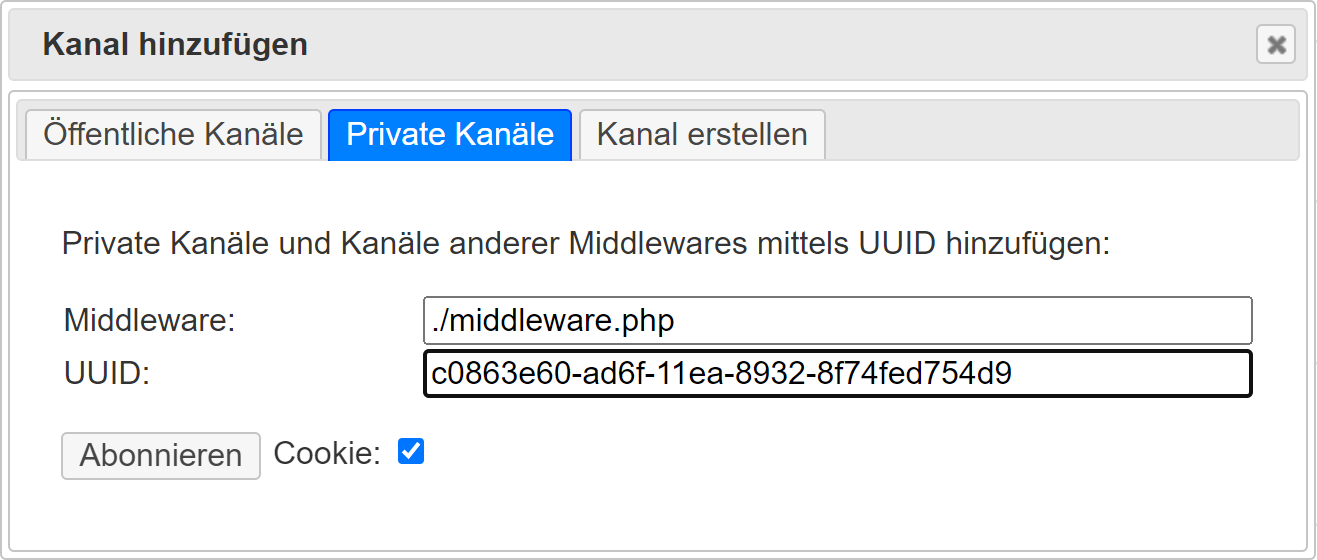 Kanal hinzufügen
Öffentliche Kanäle Private Kanäle Kanal erstellen
Private Kanäle und Kanäle anderer Middlewares mittels UUID hinzufügen:
Middleware: ./middleware.php
UUID: c0863e60-ad6f-11ea-8932-8f74fed754d9
Abonnieren Cookie: